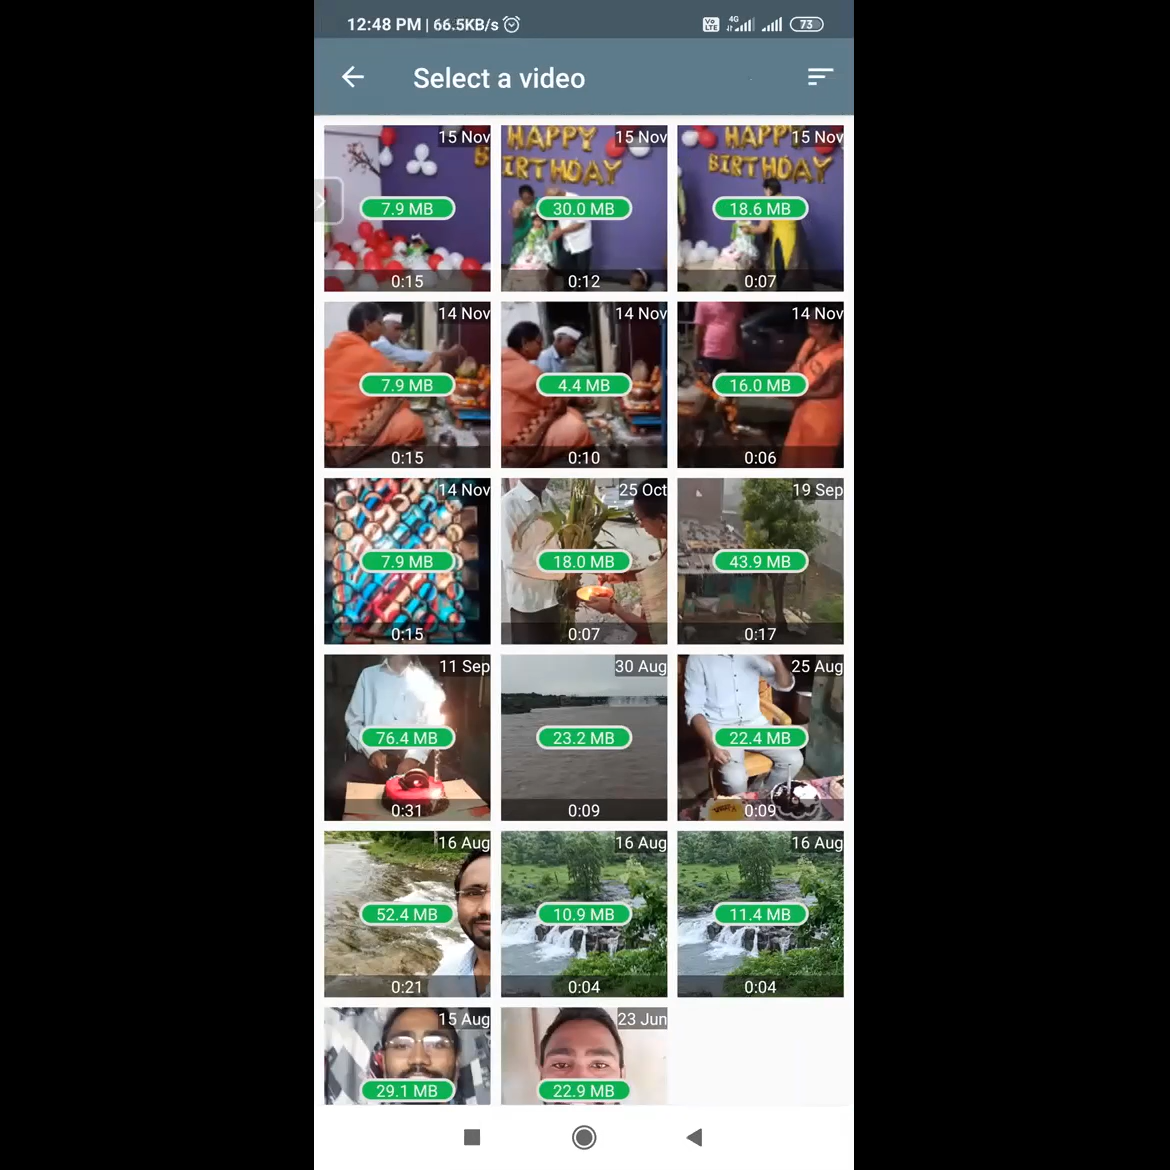 12:48 PM | 66.5KB/s
Vo LTE 4G 73
Select a video
15 Nov 15 Nov 15 Nov
HAPPY HAPPY
B IRTHDAY BIRTHDAY
7.9 MB 30.0 MB 18.6 MB
0:15 0:12 0:07
14 Nov 14 Nov 14 Nov
7.9 MB 4.4 MB 16.0 MB
0:15 0:10 0:06
14 Nov 25 Oct 19 Sep
7.9 MB 18.0 MB 43.9 MB
0:15 0:07 0:17
11 Sep 30 Aug 25 Aug
76.4 MB 23.2 MB 22.4 MB
0:31 0:09 0:09
16 Aug 16 Aug 16 Aug
52.4 MB 10.9 MB 11.4 MB
0:21 0:04 0:04
15 Aug 23 Jun
29.1 MB 22.9 MB